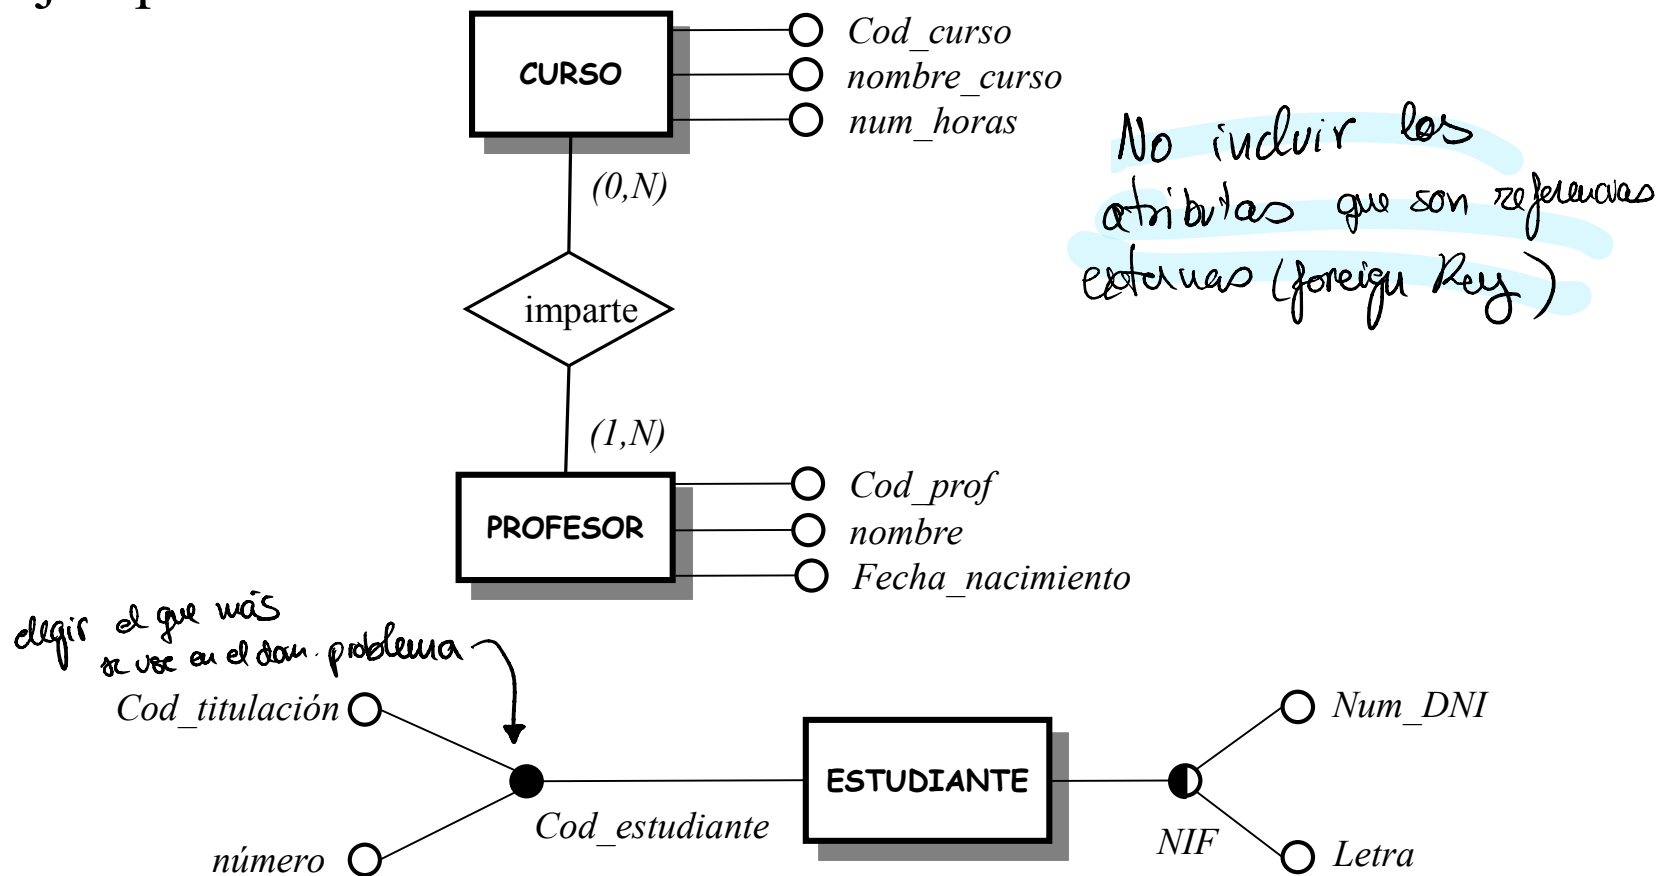 CURSO
Cod_curso
nombre_curso
num_horas
(0,N)
No incluir los
atributos que son referencias
externas (foreign Key)
imparte
(1,N)
PROFESOR
Cod_prof
nombre
Fecha_nacimiento
elegir el que más
se use en el dom. problema
Cod_titulación
número
Cod_estudiante
ESTUDIANTE
NIF
Num_DNI
Letra